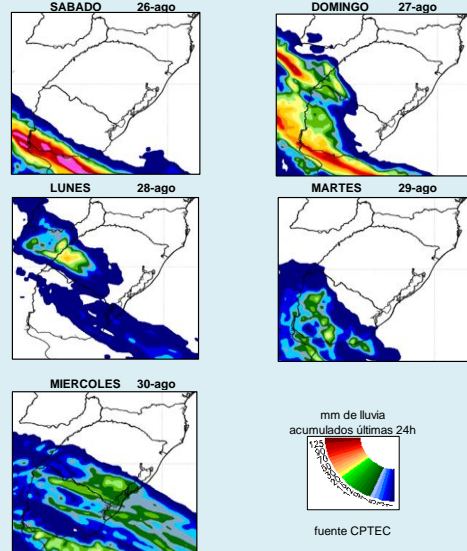 SABADO 26-ago
DOMINGO 27-ago
LUNES 28-ago
MARTES 29-ago
MIERCOLES 30-ago
mm de lluvia
acumulados últimas 24h
fuente CPTEC